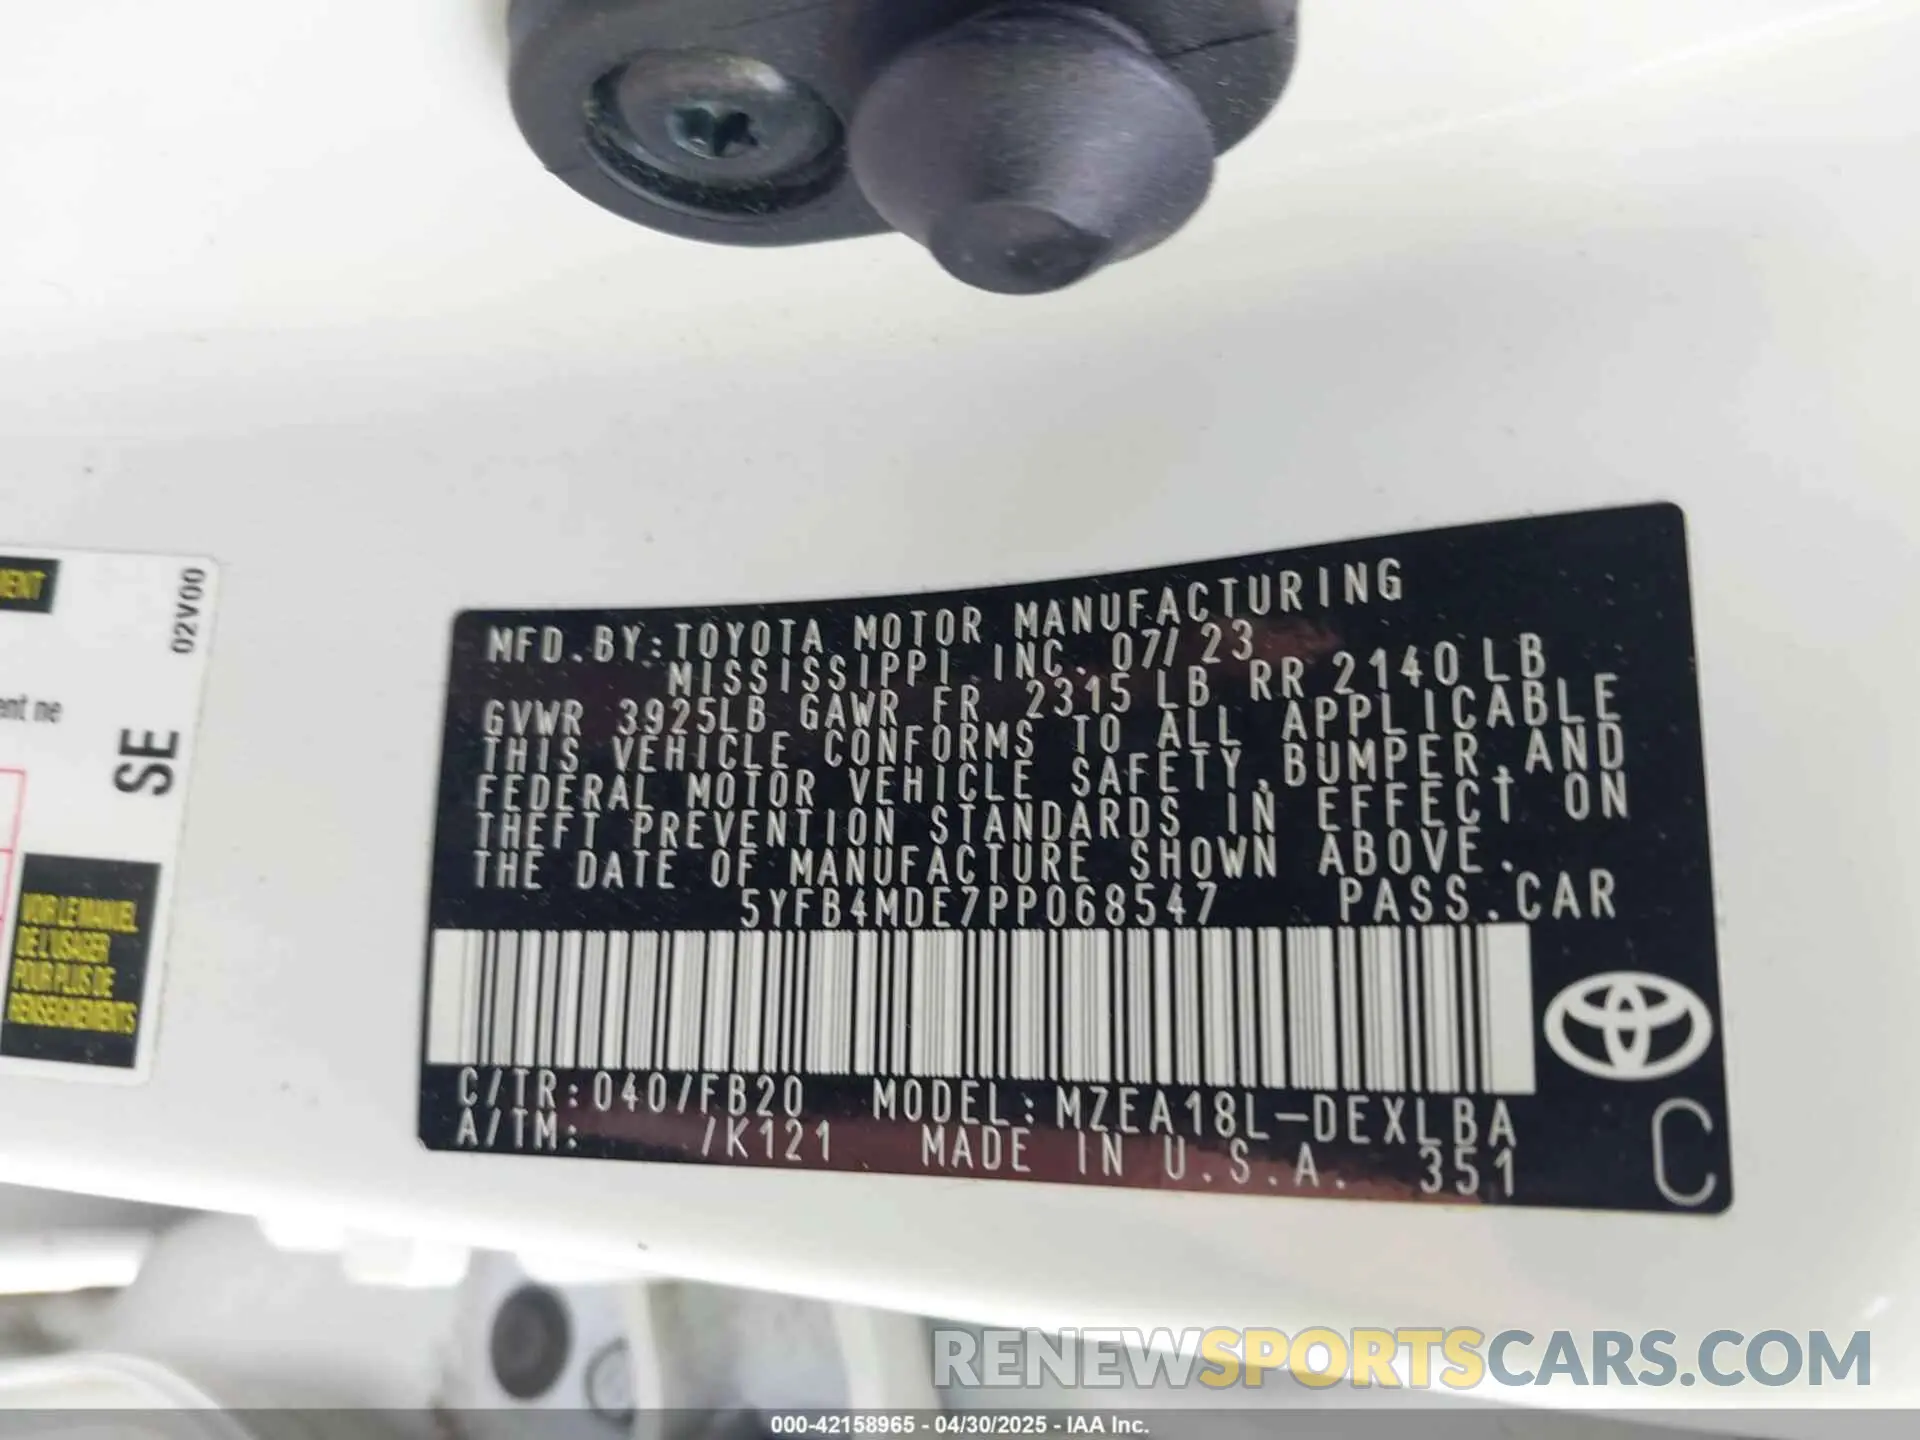 MENT
02V00
ent ne
SE
VOIR LE MANUEL
DE L'USAGER
POUR PLUS DE
RENSEIGNEMENTS
MFD.BY:TOYOTA MOTOR MANUFACTURING
MISSISSIPPI,INC. 07/23
GVWR 3925LB GAWR FR 2315LB RR 2140LB
THIS VEHICLE CONFORMS TO ALL APPLICABLE
FEDERAL MOTOR VEHICLE SAFETY,BUMPER,AND
THEFT PREVENTION STANDARDS IN EFFECT ON
THE DATE OF MANUFACTURE SHOWN ABOVE.
5YFB4MDE7PP068547 PASS.CAR
C/TR:040/FB20 MODEL:MZEA18L-DEXLBA
A/TM: /K121 MADE IN U.S.A. 351
C
RENEWSPORTSCARS.COM
000-42158965 - 04/30/2025 - IAA Inc.